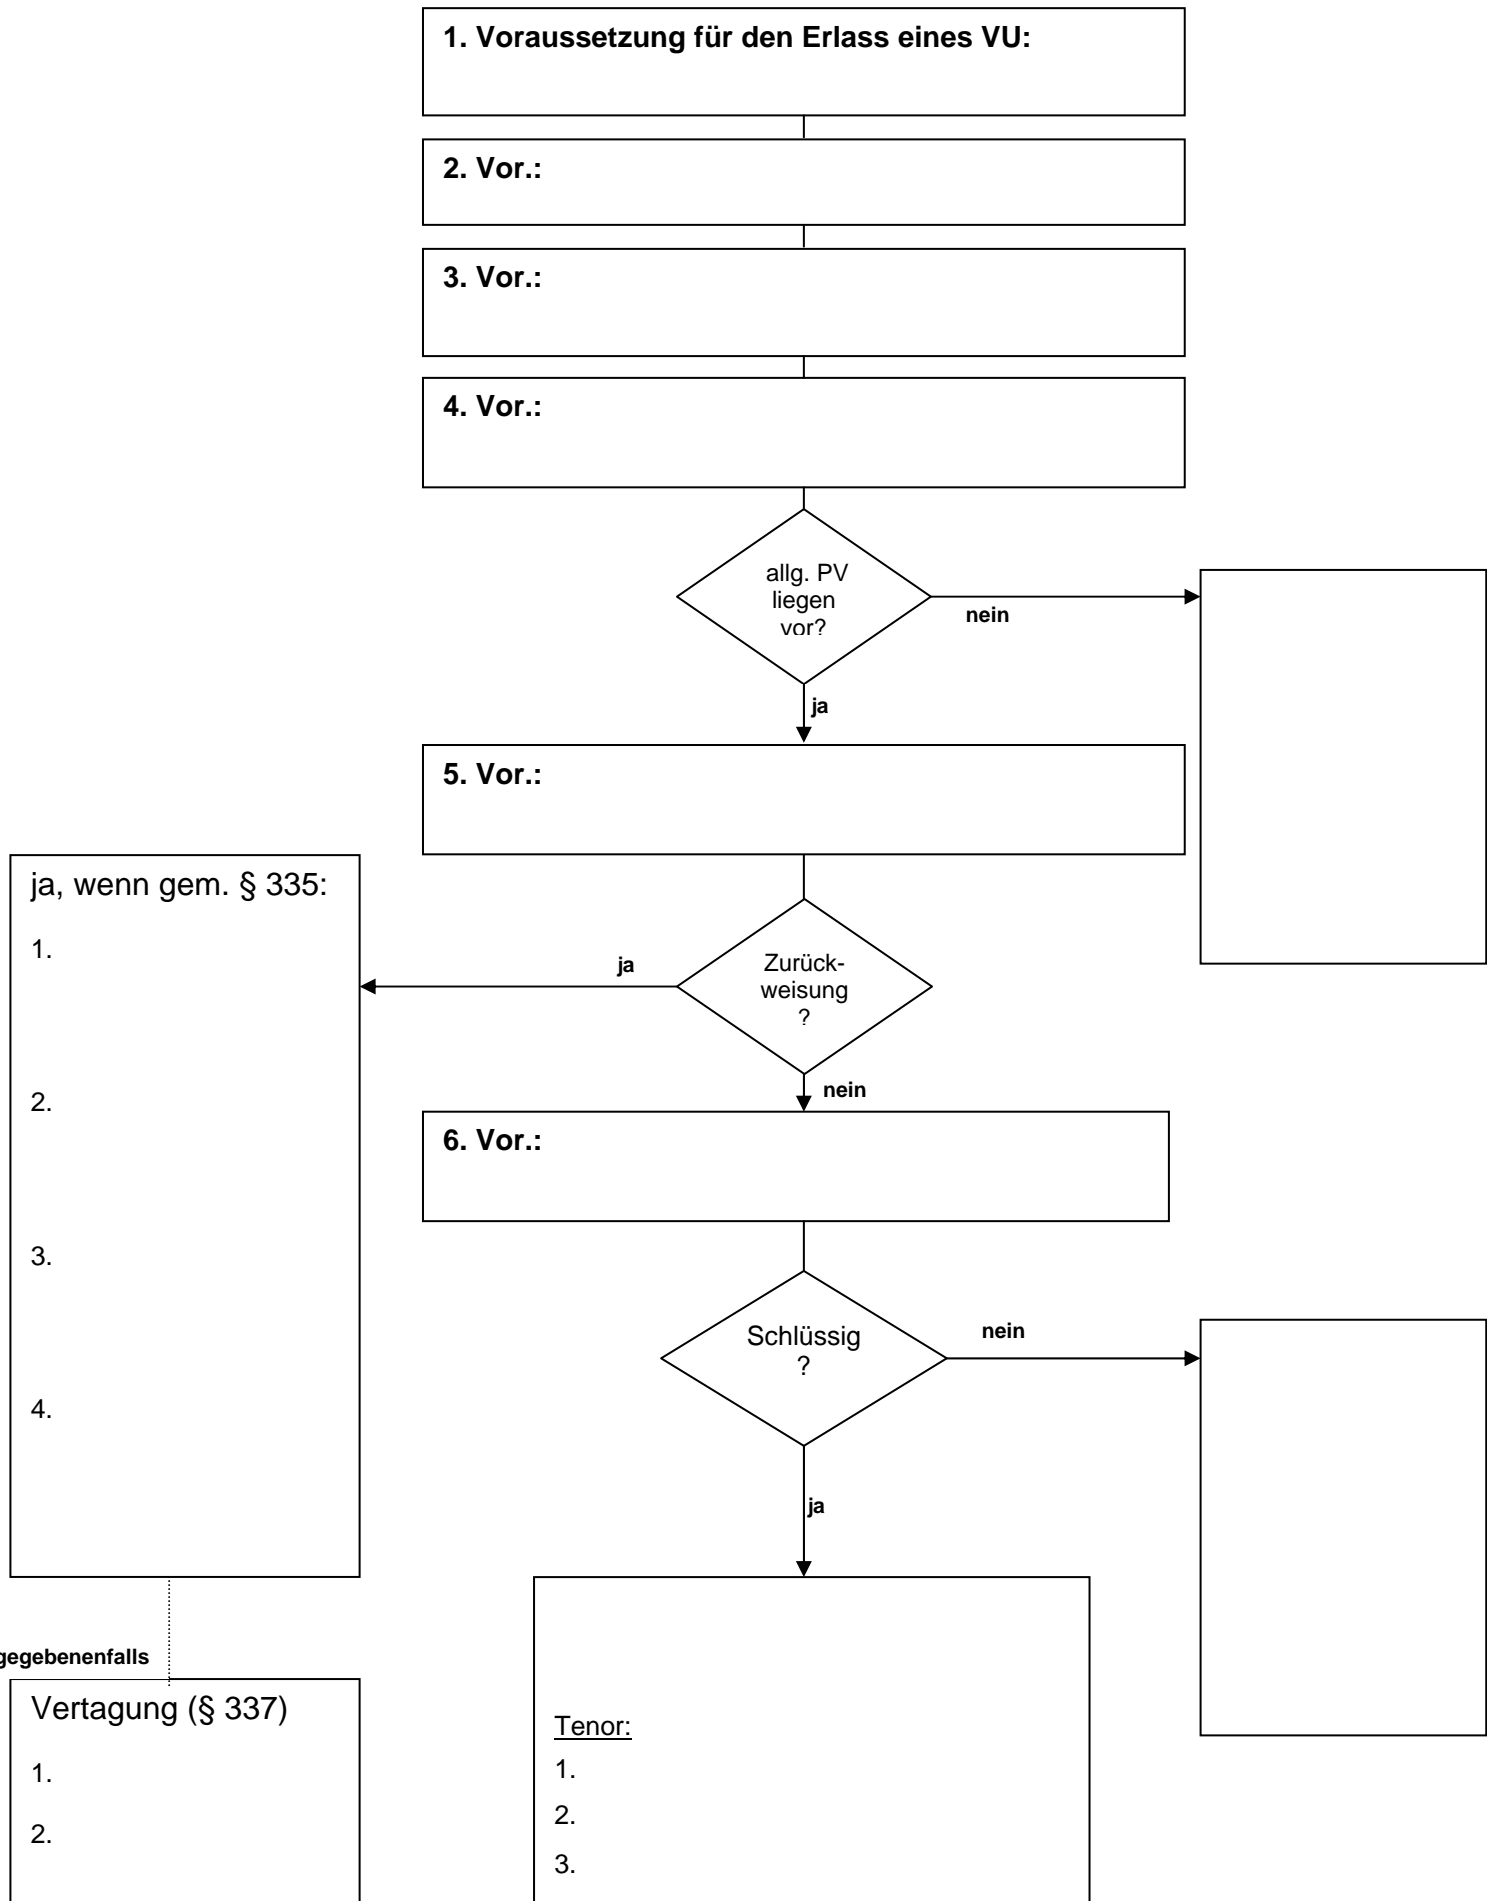 1. Voraussetzung für den Erlass eines VU:
2. Vor.:
3. Vor.:
4. Vor.:
allg. PV
liegen
vor?
nein
ja
5. Vor.:
ja, wenn gem. § 335:
1.
2.
3.
4.
ja
Zurück-
weisung
?
nein
6. Vor.:
Schlüssig
?
nein
ja
gegebenenfalls
Vertagung (§ 337)
1.
2.
Tenor:
1.
2.
3.